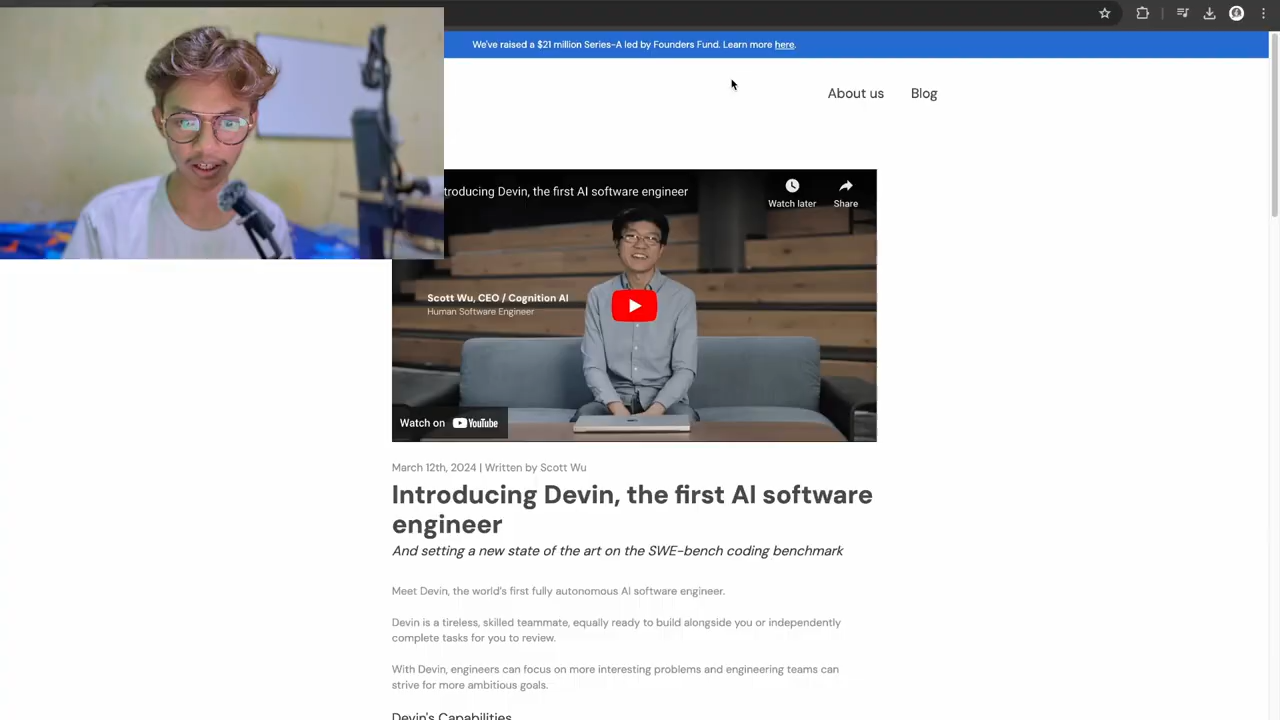 We've raised a $21 million Series-A led by Founders Fund. Learn more here.
About us
Blog
troducing Devin, the first AI software engineer
Watch later
Share
Scott Wu, CEO / Cognition AI
Human Software Engineer
Watch on YouTube
March 12th, 2024 | Written by Scott Wu
Introducing Devin, the first AI software
engineer
And setting a new state of the art on the SWE-bench coding benchmark
Meet Devin, the world's first fully autonomous AI software engineer.
Devin is a tireless, skilled teammate, equally ready to build alongside you or independently
complete tasks for you to review.
With Devin, engineers can focus on more interesting problems and engineering teams can
strive for more ambitious goals.
Devin's Capabilities